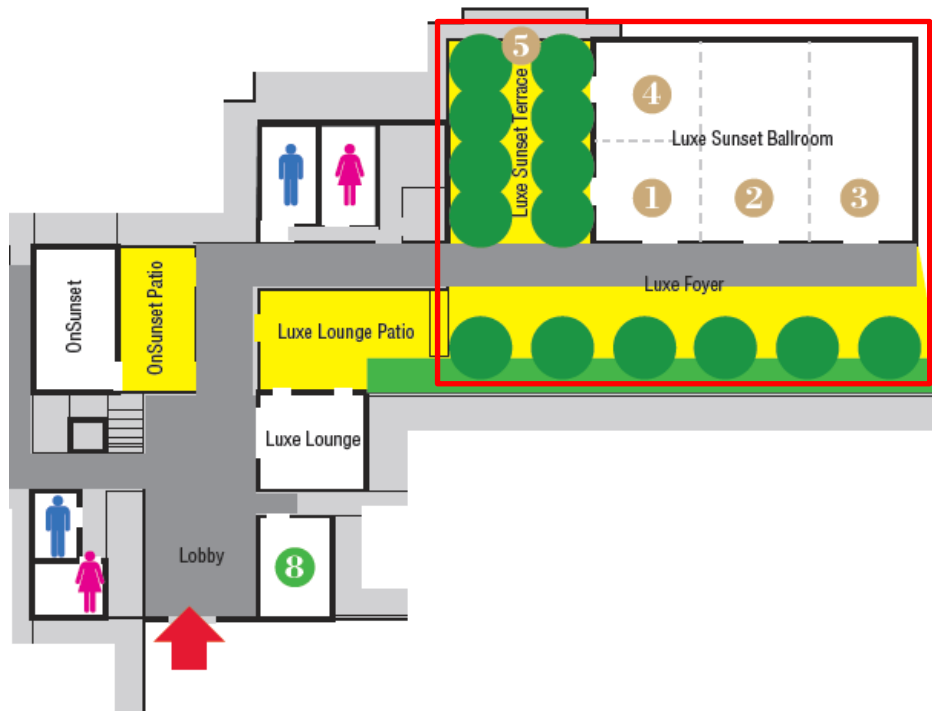 5
Luxe Sunset Terrace
4
Luxe Sunset Ballroom
1
2
3
Luxe Foyer
OnSunset
OnSunset Patio
Luxe Lounge Patio
Luxe Lounge
Lobby
8